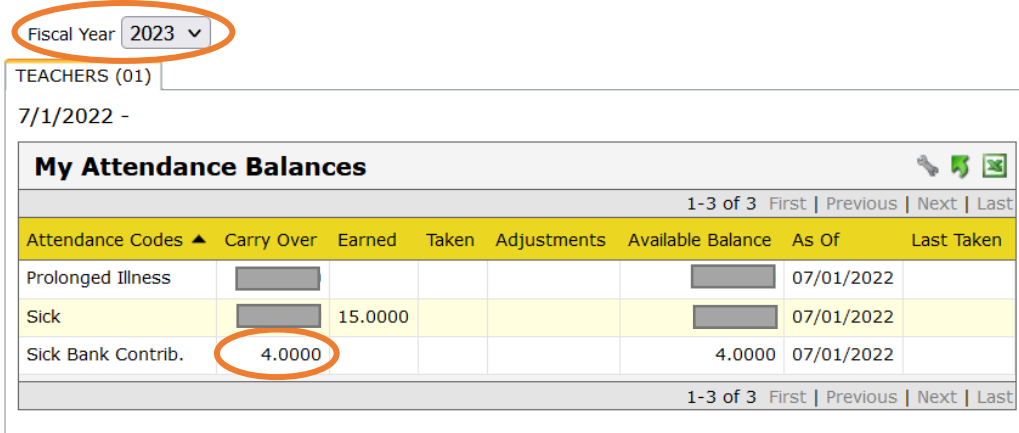 Fiscal Year 2023
TEACHERS (01)
7/1/2022 -
My Attendance Balances
1-3 of 3 First | Previous | Next | Last
Attendance Codes ▲ Carry Over Earned Taken Adjustments Available Balance As Of Last Taken
Prolonged Illness 07/01/2022
Sick 15.0000 07/01/2022
Sick Bank Contrib. 4.0000 4.0000 07/01/2022
1-3 of 3 First | Previous | Next | Last